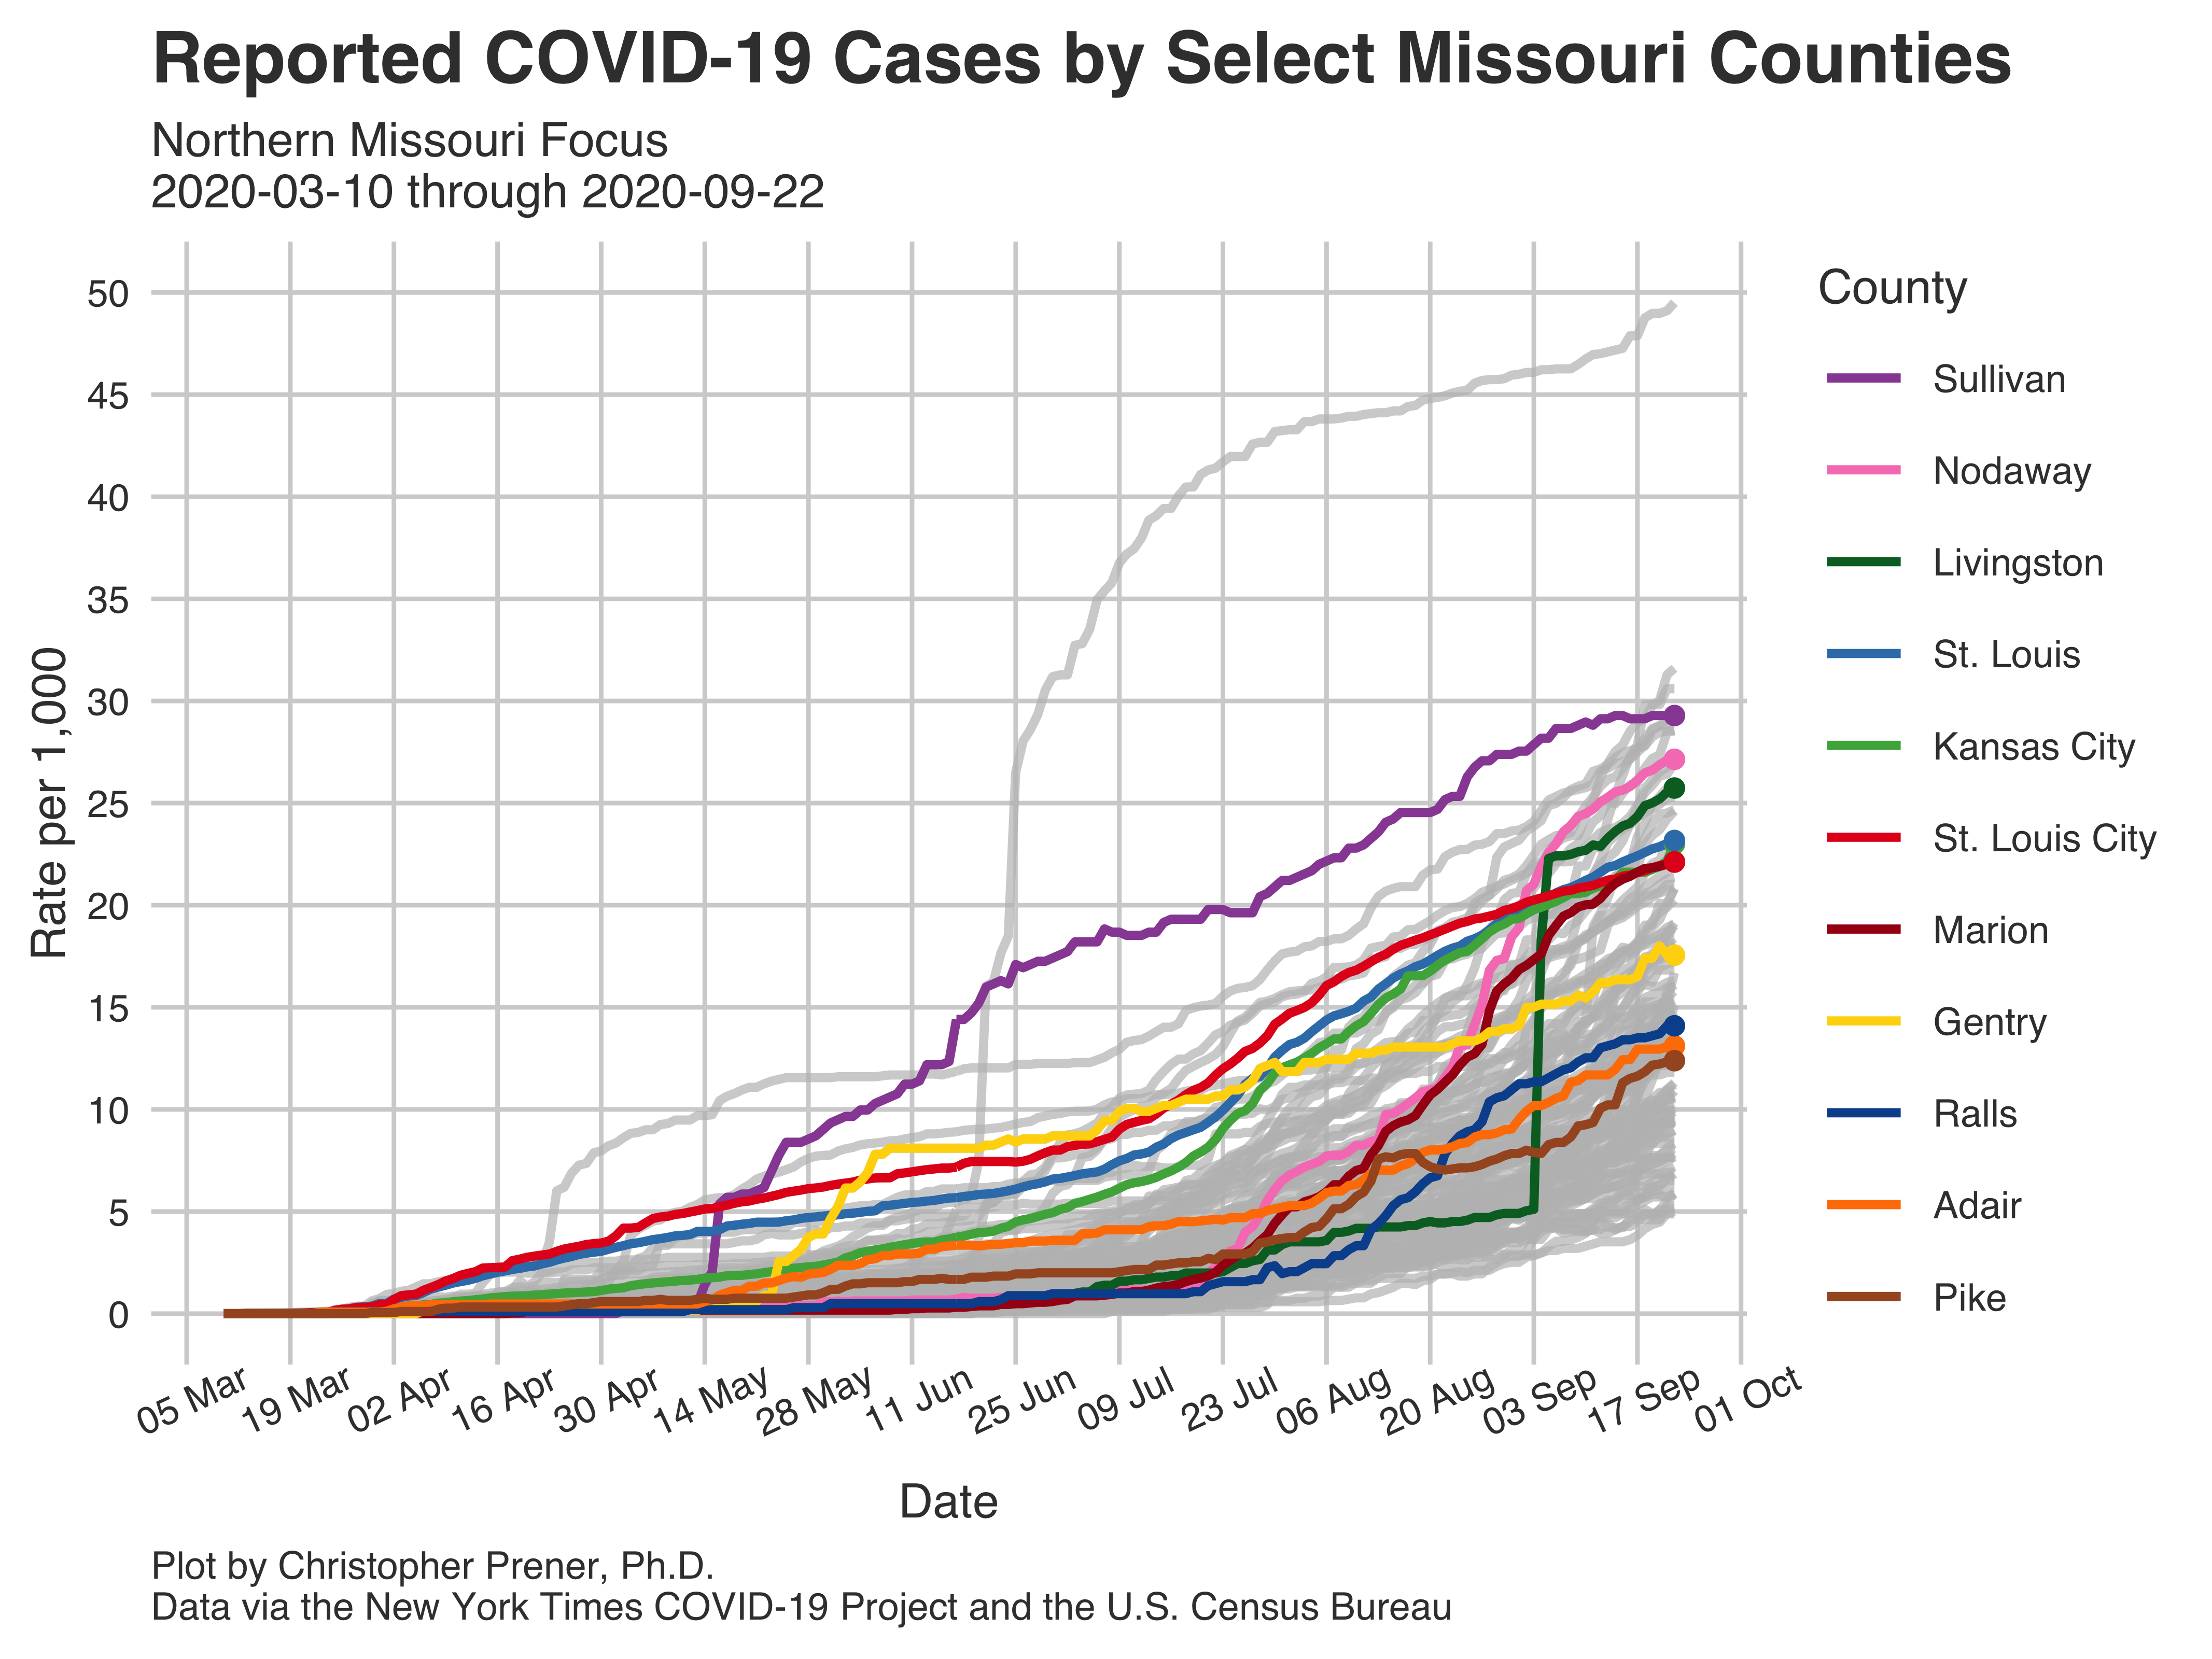 Reported COVID-19 Cases by Select Missouri Counties
Northern Missouri Focus
2020-03-10 through 2020-09-22
50
45
40
35
30
25
20
15
10
5
0
Rate per 1,000
05 Mar
19 Mar
02 Apr
16 Apr
30 Apr
14 May
28 May
11 Jun
25 Jun
09 Jul
23 Jul
06 Aug
20 Aug
03 Sep
17 Sep
01 Oct
Date
County
Sullivan
Nodaway
Livingston
St. Louis
Kansas City
St. Louis City
Marion
Gentry
Ralls
Adair
Pike
Plot by Christopher Prener, Ph.D.
Data via the New York Times COVID-19 Project and the U.S. Census Bureau